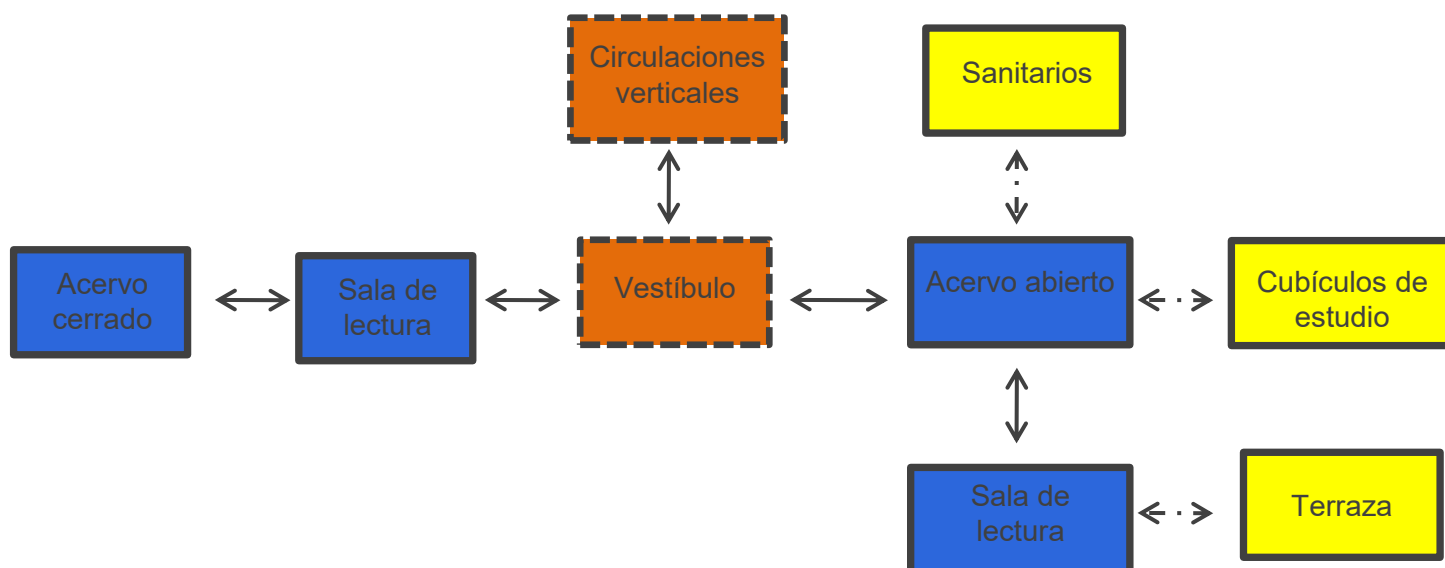 Circulaciones
verticales
Sanitarios
Acervo
cerrado
Sala de
lectura
Vestíbulo
Acervo abierto
Cubículos de
estudio
Sala de
lectura
Terraza